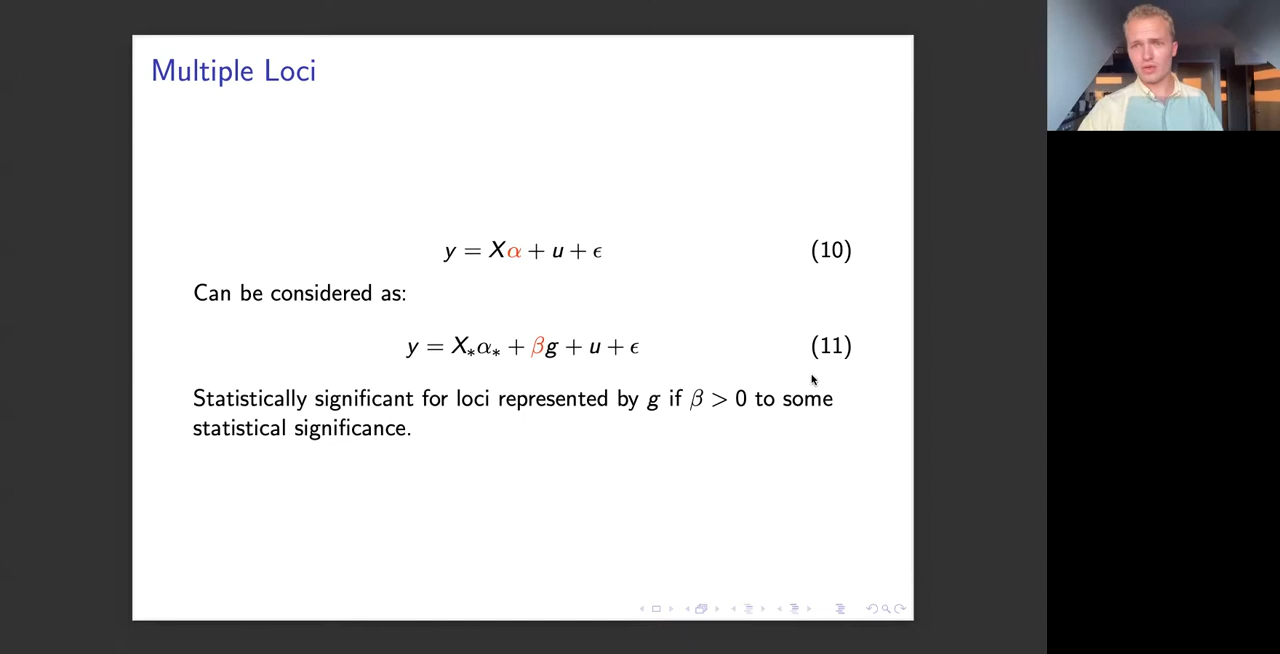 Multiple Loci
y = Xα + u + ϵ (10)
Can be considered as:
y = X∗α∗ + βg + u + ϵ (11)
Statistically significant for loci represented by g if β > 0 to some
statistical significance.